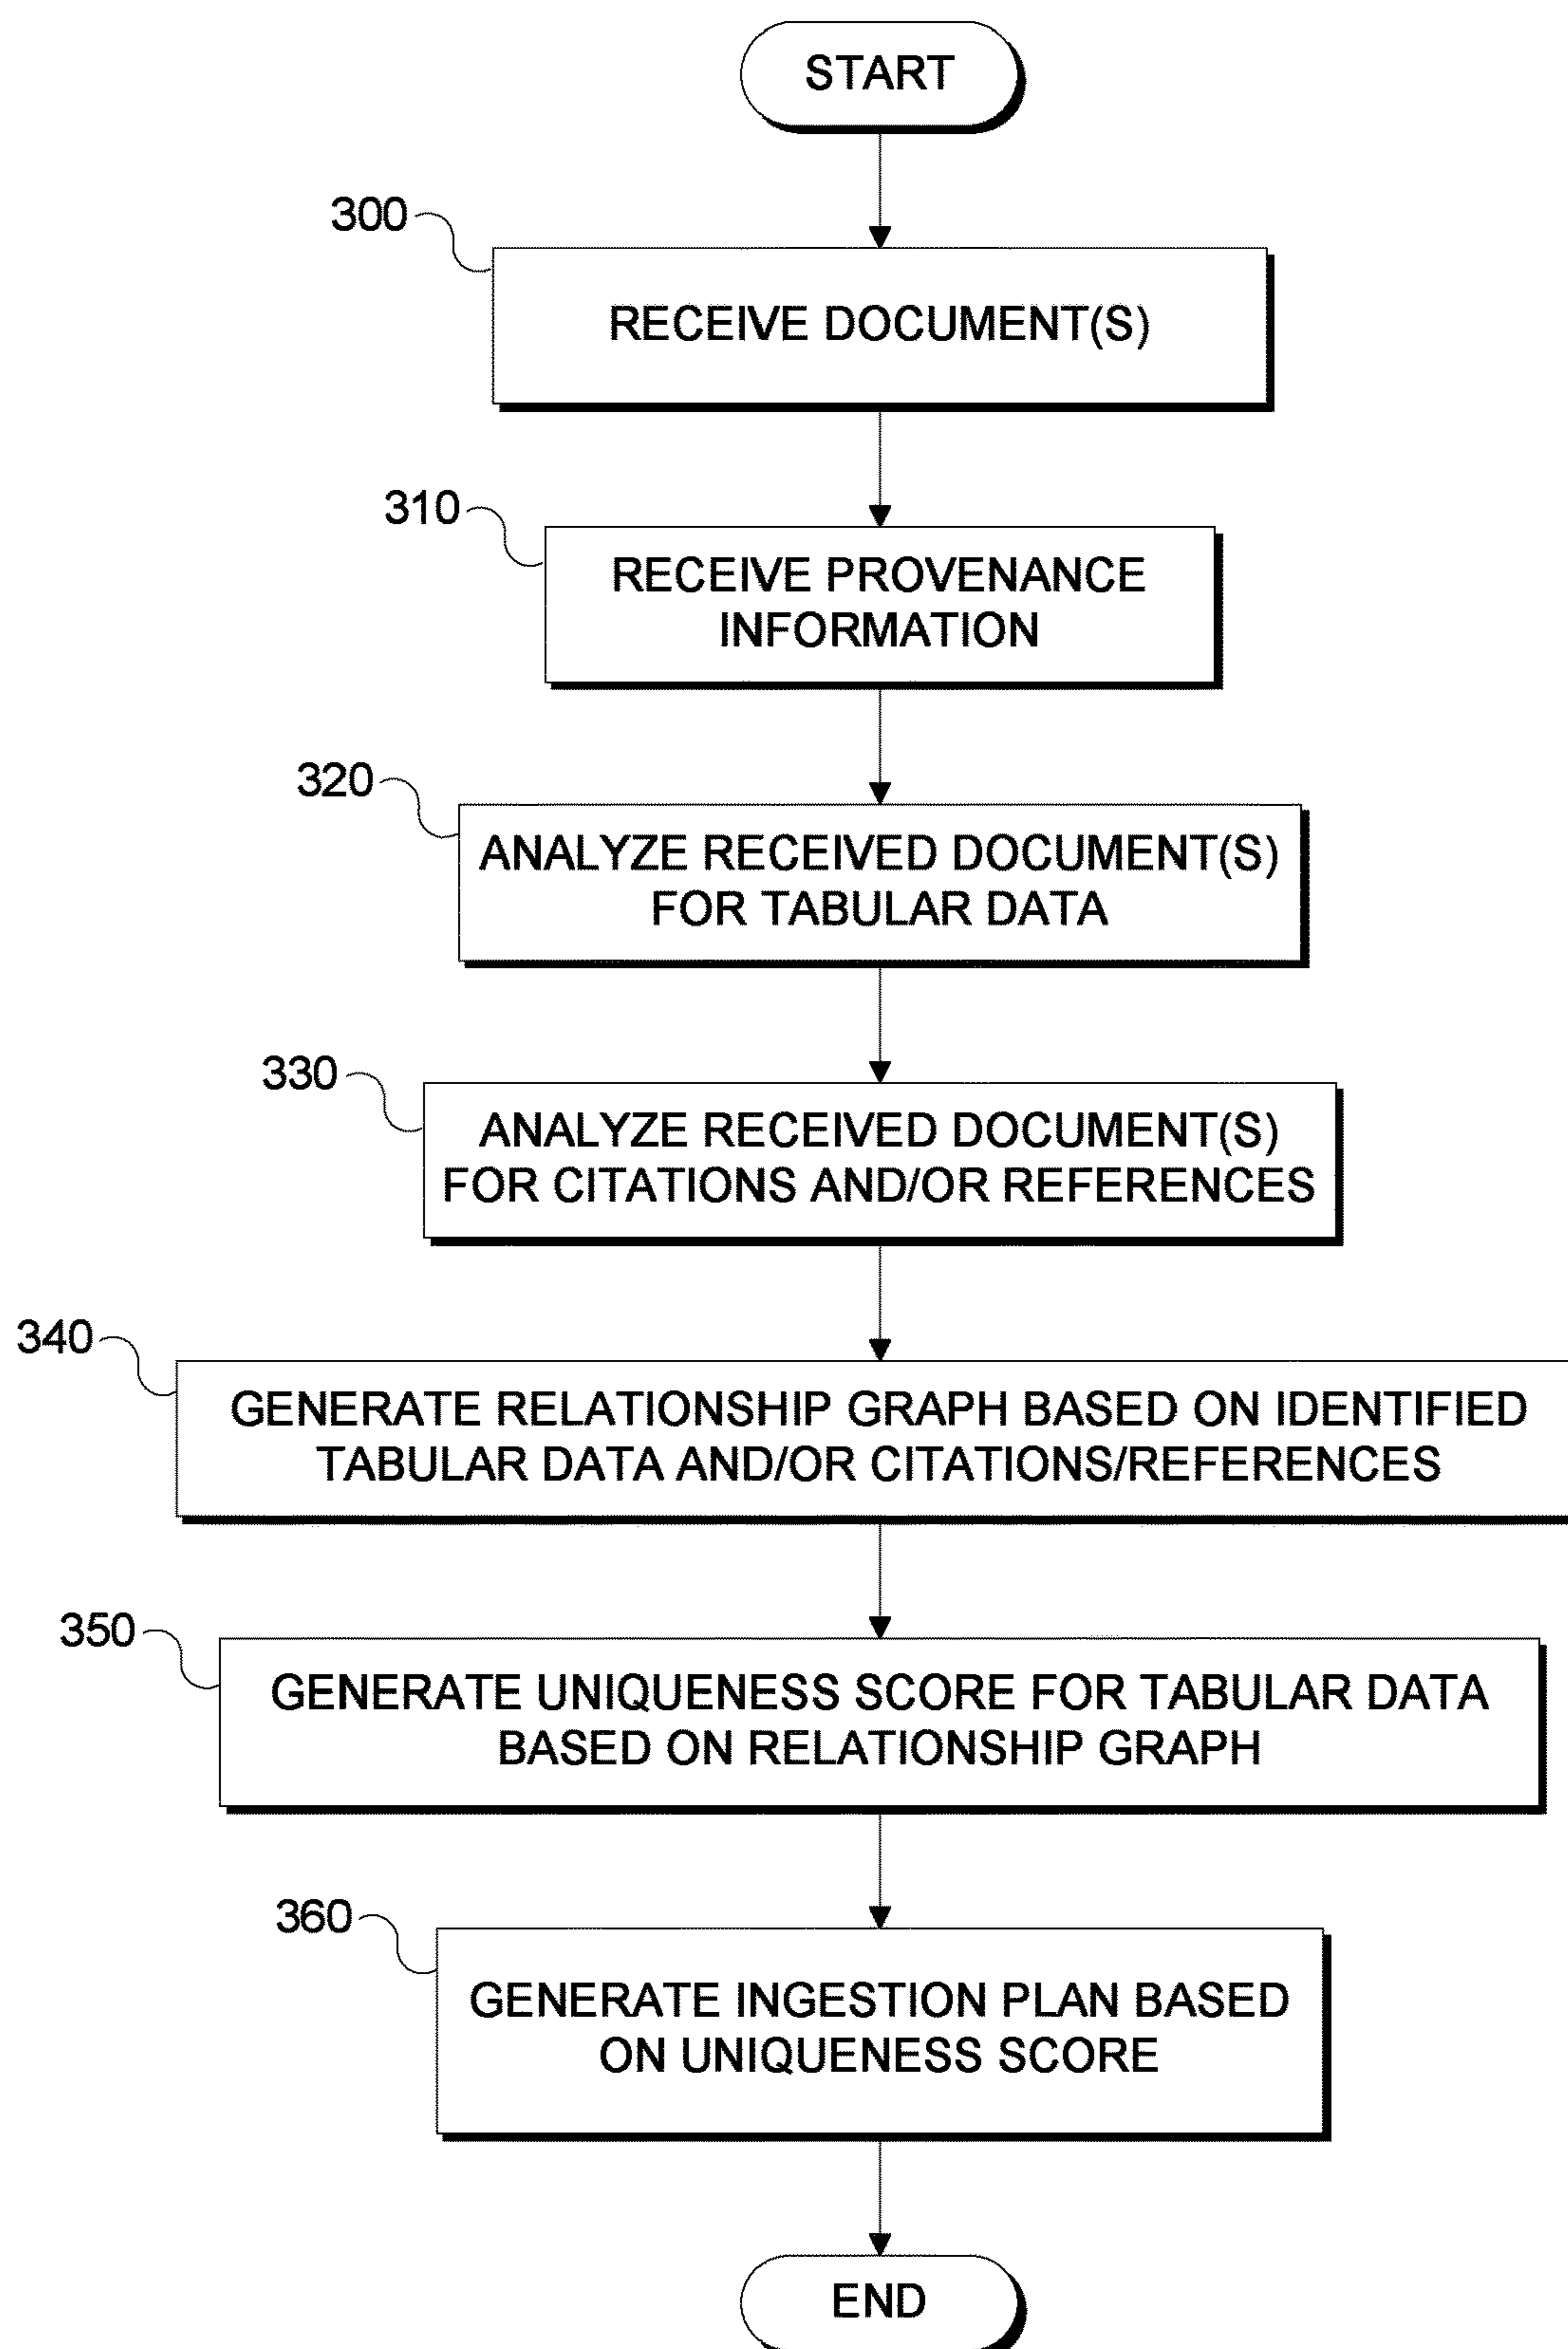 START
300
RECEIVE DOCUMENT(S)
310
RECEIVE PROVENANCE
INFORMATION
320
ANALYZE RECEIVED DOCUMENT(S)
FOR TABULAR DATA
330
ANALYZE RECEIVED DOCUMENT(S)
FOR CITATIONS AND/OR REFERENCES
340
GENERATE RELATIONSHIP GRAPH BASED ON IDENTIFIED
TABULAR DATA AND/OR CITATIONS/REFERENCES
350
GENERATE UNIQUENESS SCORE FOR TABULAR DATA
BASED ON RELATIONSHIP GRAPH
360
GENERATE INGESTION PLAN BASED
ON UNIQUENESS SCORE
END